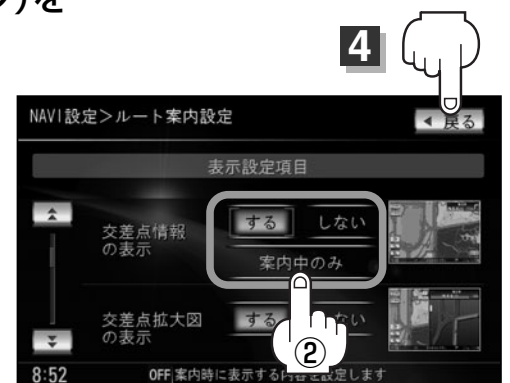 ン)を
4
NAVI設定>ルート案内設定
戻る
表示設定項目
交差点情報
の表示
する しない
案内中のみ
交差点拡大図
の表示
する ない
②
8:52 OFF 案内時に表示する内容を設定します